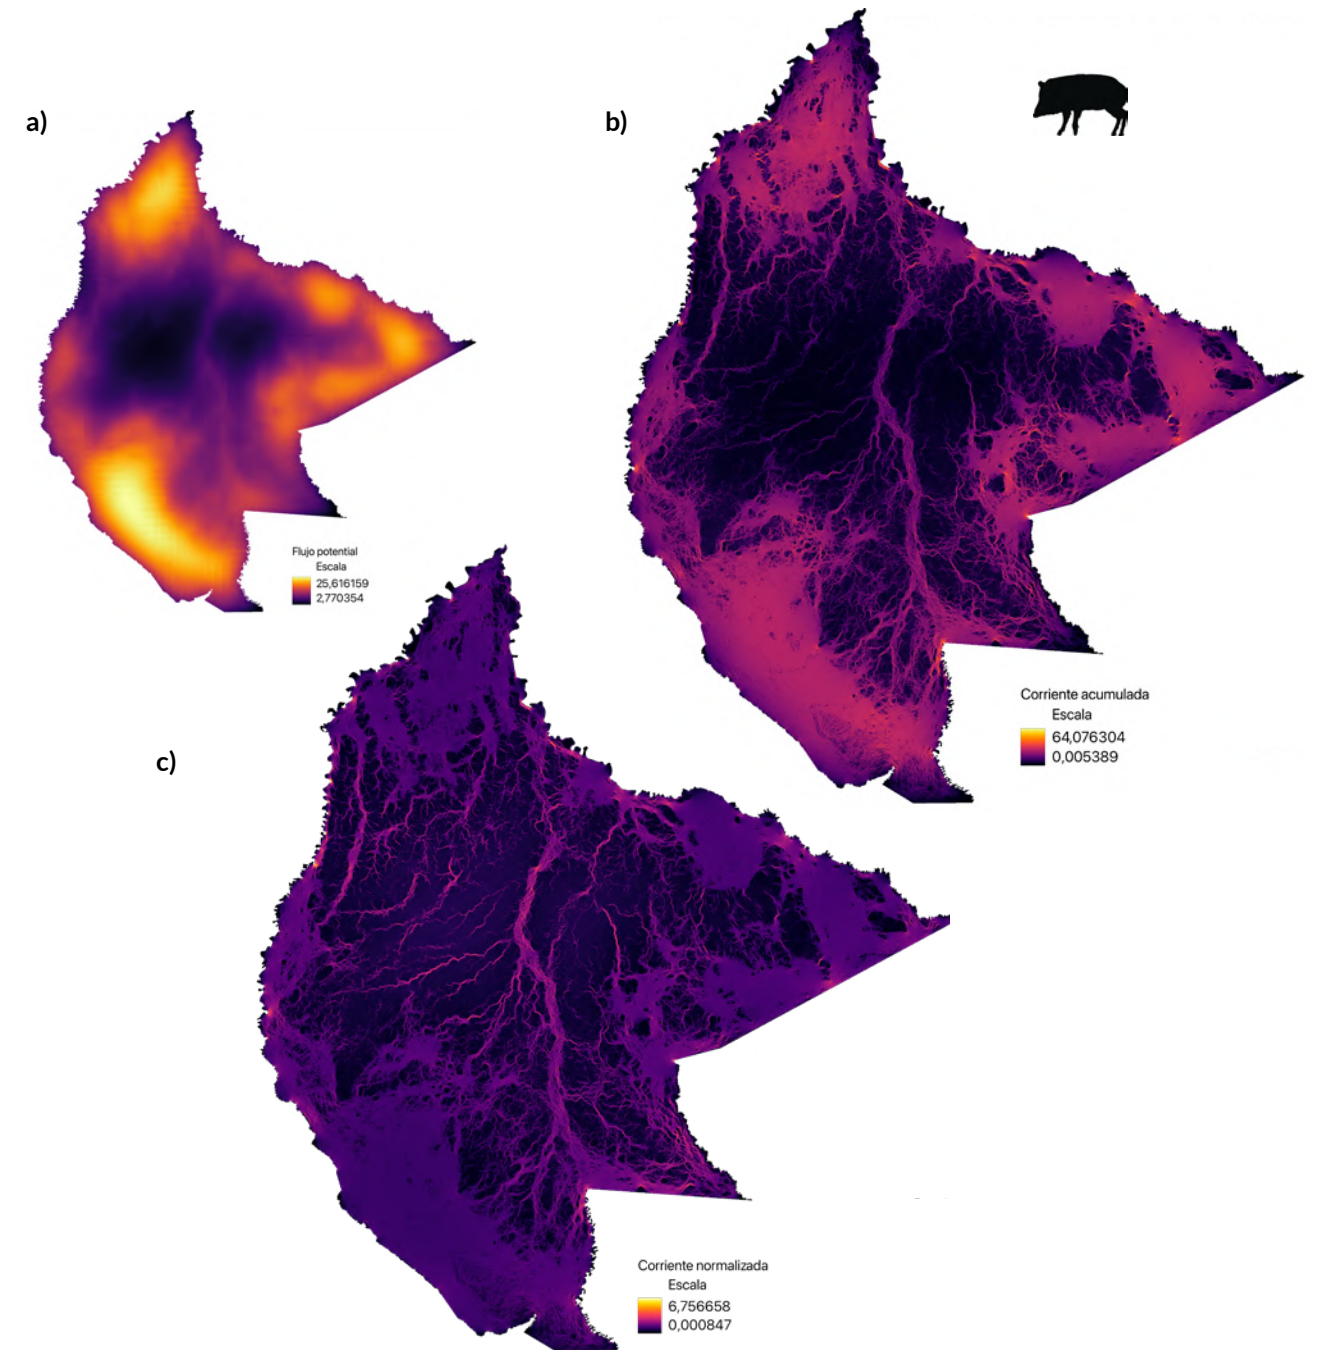 a)
b)
Flujo potential
Escala
25,616159
2,770354
Corriente acumulada
Escala
64,076304
0,005389
c)
Corriente normalizada
Escala
6,756658
0,000847